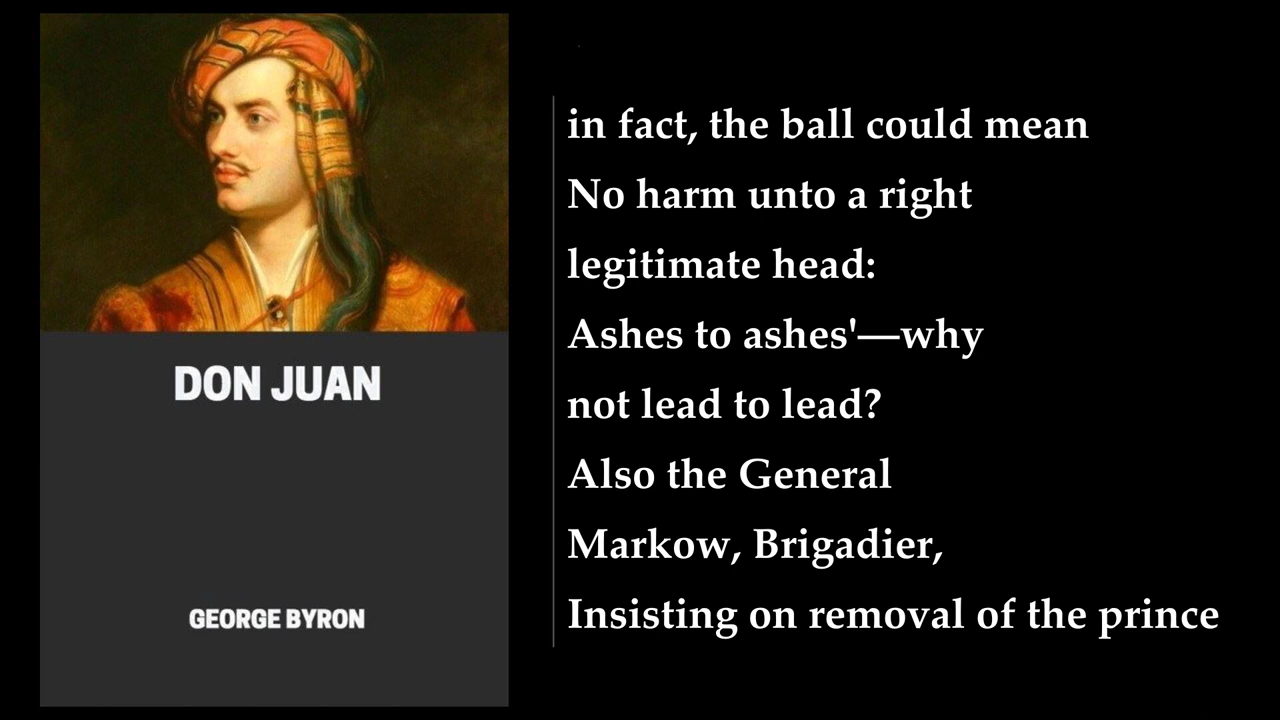 DON JUAN
GEORGE BYRON
in fact, the ball could mean
No harm unto a right
legitimate head:
Ashes to ashes'—why
not lead to lead?
Also the General
Markow, Brigadier,
Insisting on removal of the prince